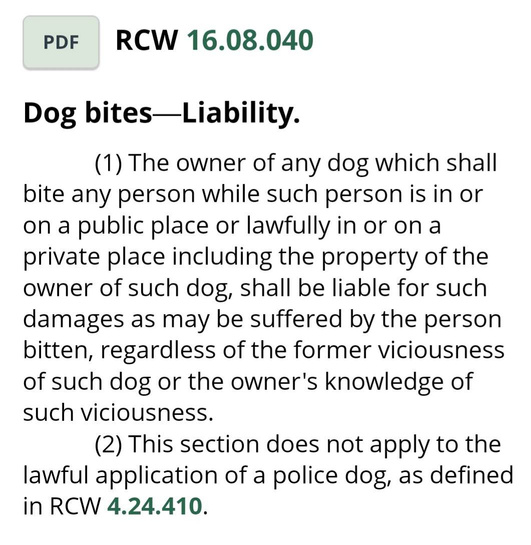 PDF RCW 16.08.040
Dog bites—Liability.
(1) The owner of any dog which shall
bite any person while such person is in or
on a public place or lawfully in or on a
private place including the property of the
owner of such dog, shall be liable for such
damages as may be suffered by the person
bitten, regardless of the former viciousness
of such dog or the owner's knowledge of
such viciousness.
(2) This section does not apply to the
lawful application of a police dog, as defined
in RCW 4.24.410.